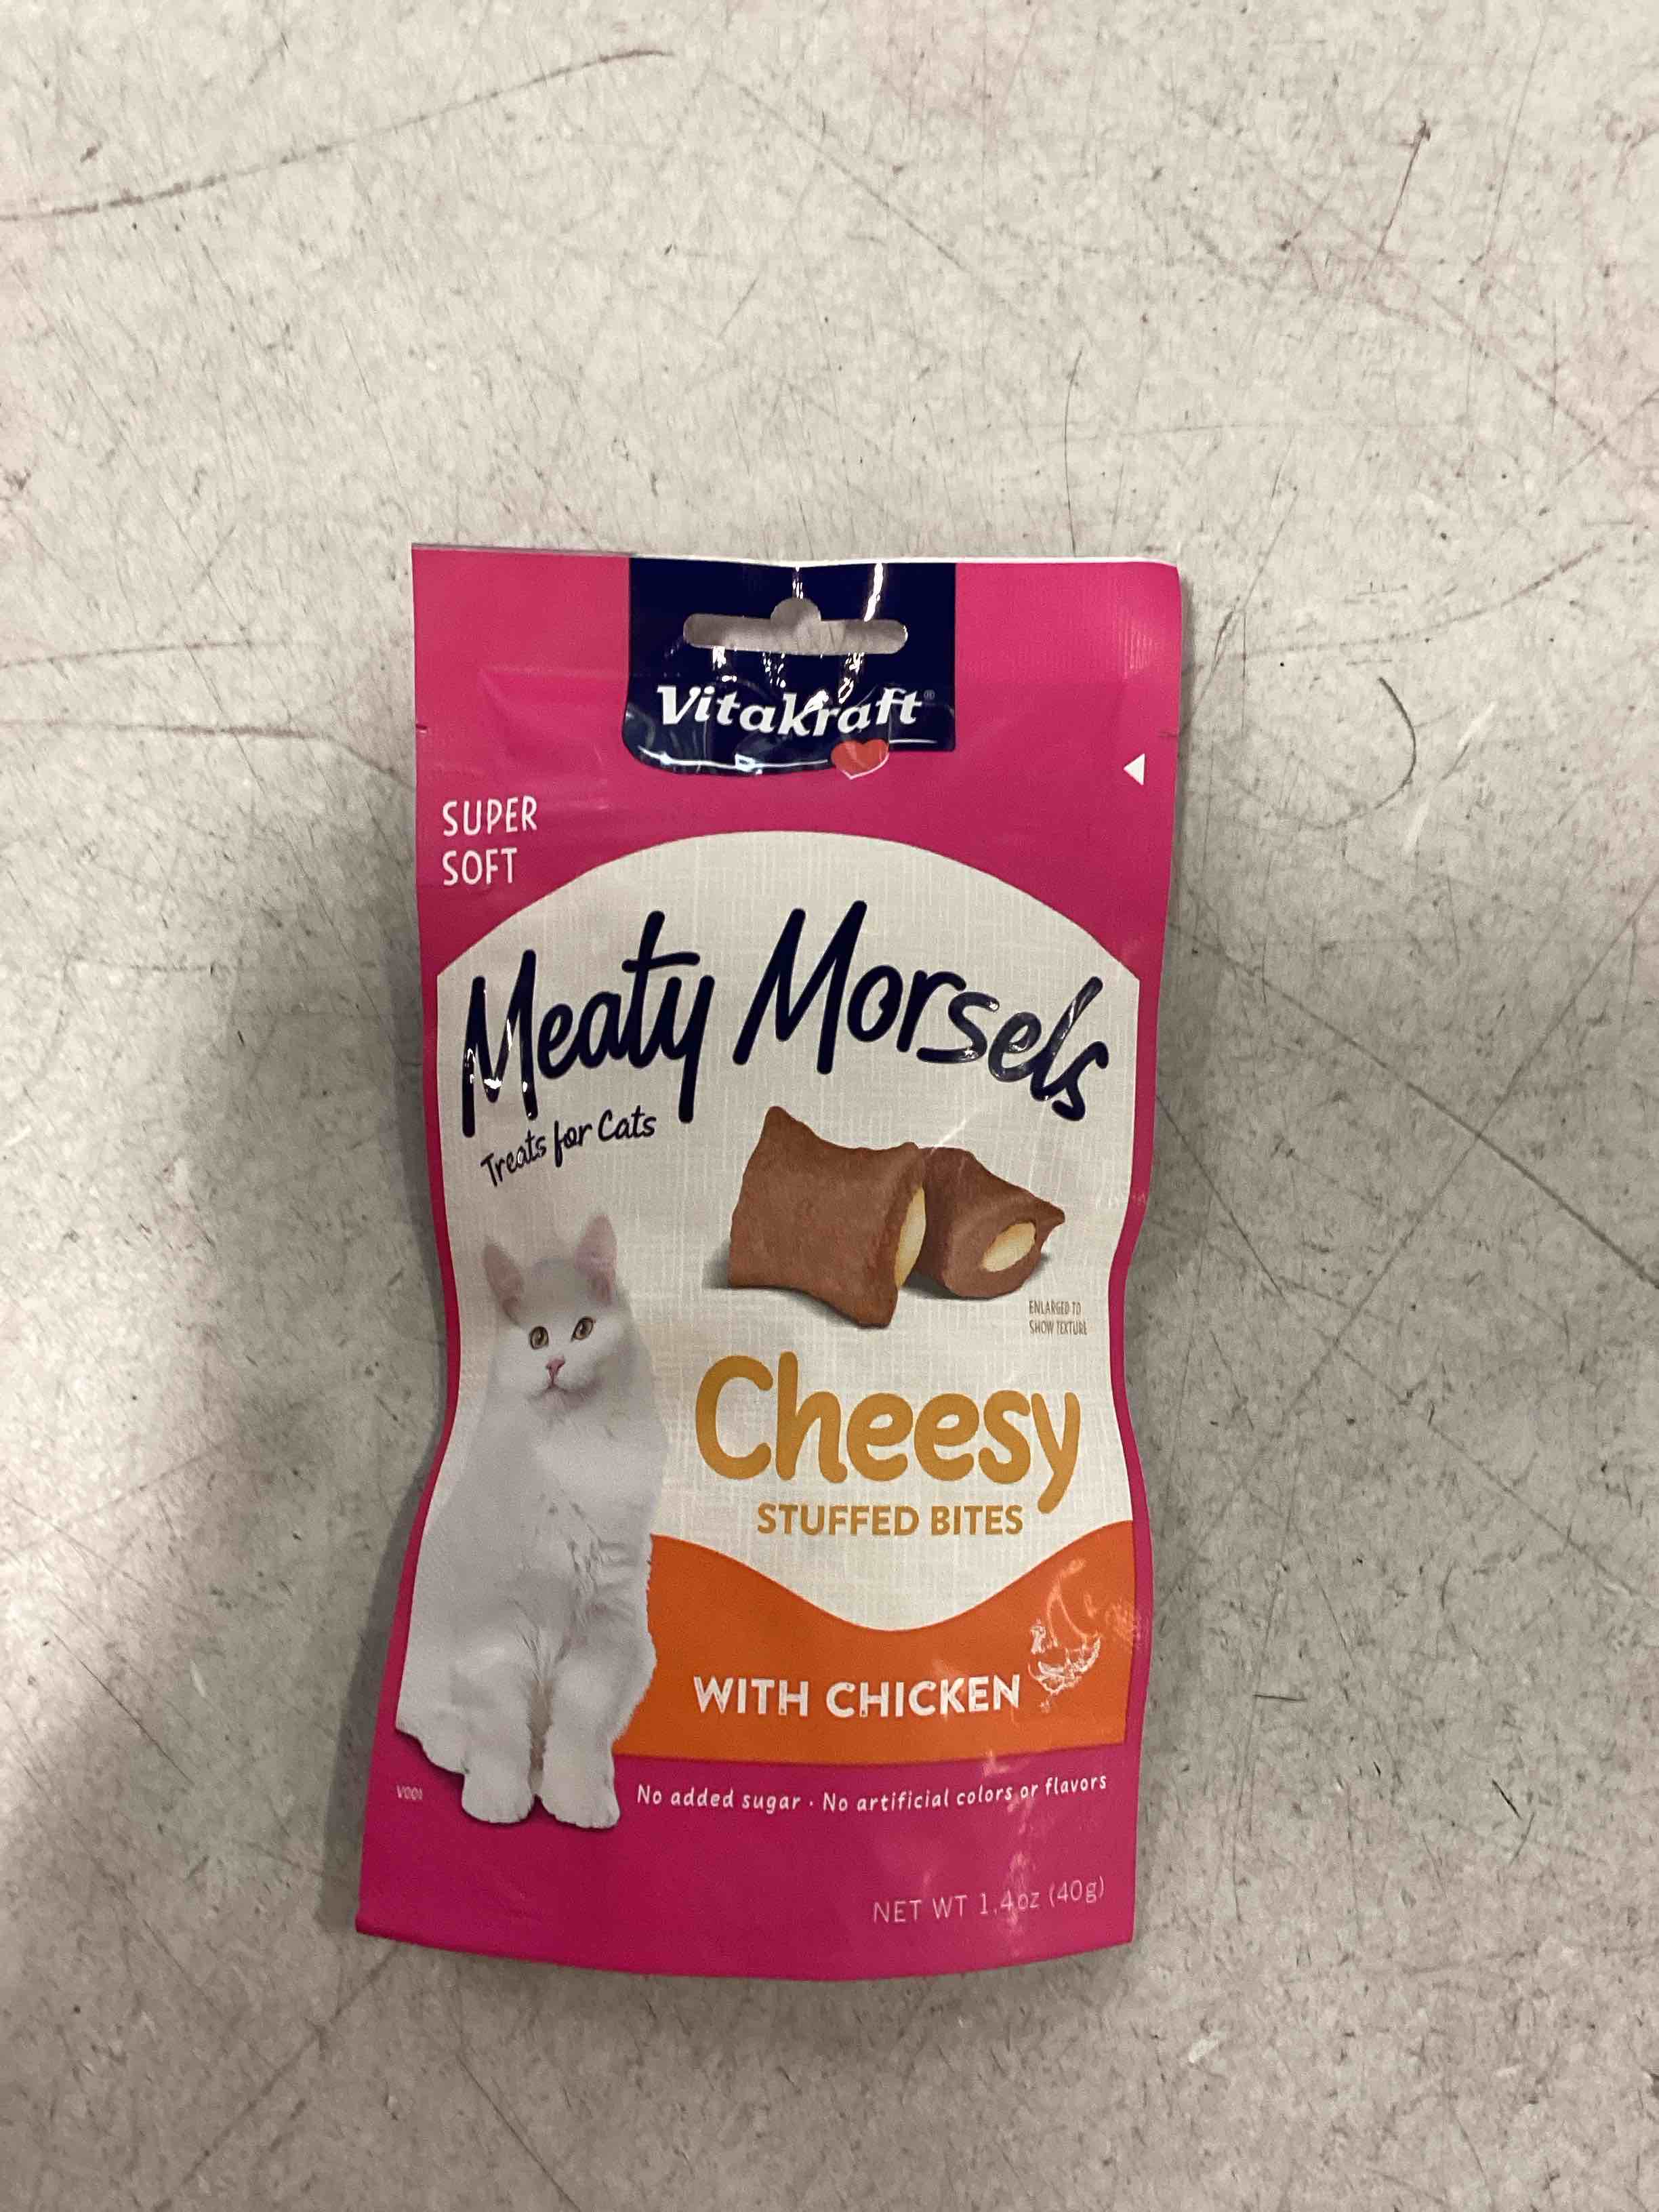 Vitakraft®
SUPER
SOFT
Meaty Morsels
Treats for Cats
ENLARGED TO
SHOW TEXTURE
Cheesy
STUFFED BITES
WITH CHICKEN
V001
No added sugar · No artificial colors or flavors
NET WT 1.4oz (40g)